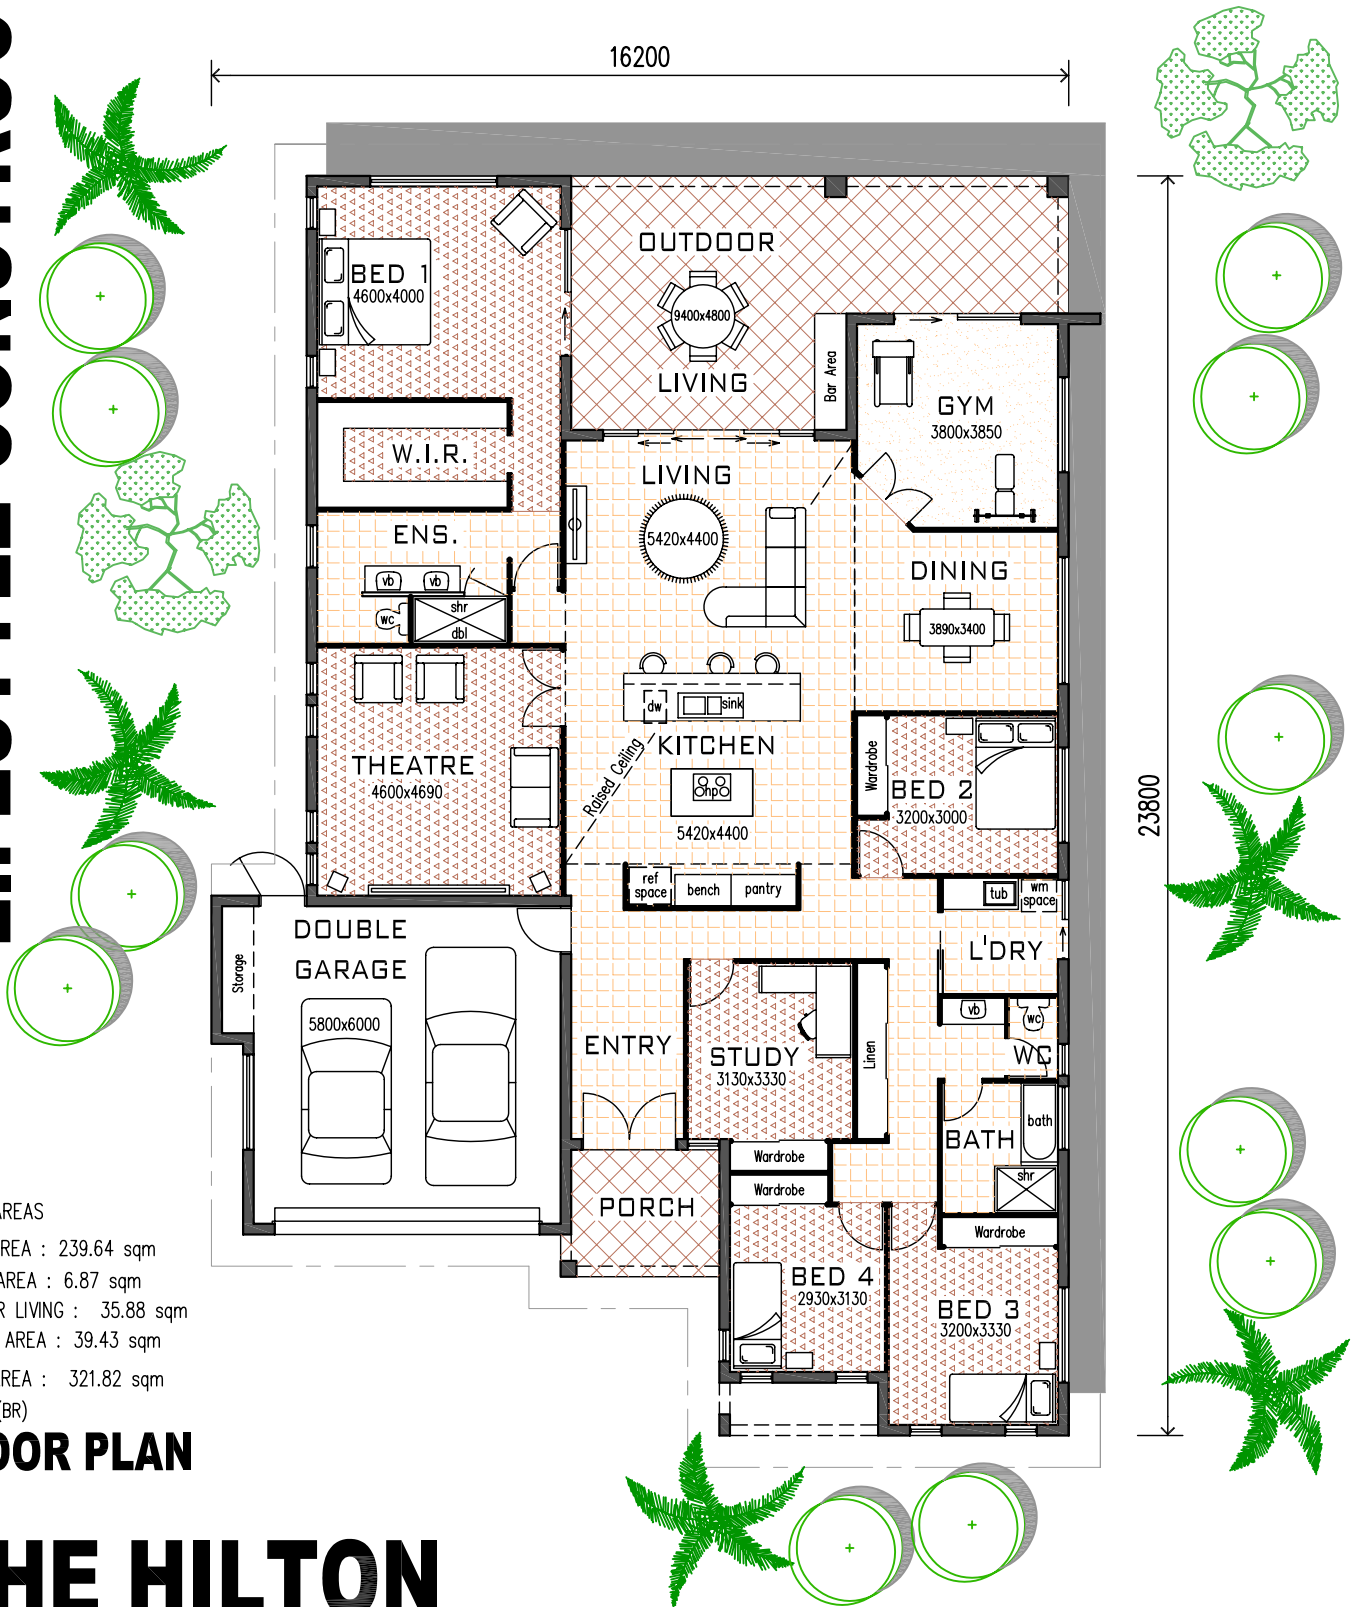 16200
OUTDOOR
9400x4800
LIVING
Bar Area
BED 1
4600x4000
GYM
3800x3850
W.I.R.
LIVING
5420x4400
ENS.
vb
vb
wc
shr
dbl
DINING
3890x3400
dw
sink
KITCHEN
Raised Ceiling
hp
5420x4400
THEATRE
4600x4690
Wardrobe
BED 2
3200x3000
23800
ref
space
bench
pantry
tub
wm
space
L'DRY
DOUBLE
GARAGE
Storage
5800x6000
ENTRY
STUDY
3130x3330
Linen
vb
wc
WC
BATH
bath
shr
Wardrobe
Wardrobe
Wardrobe
PORCH
BED 4
2930x3130
BED 3
3200x3330
AREAS
REA : 239.64 sqm
AREA : 6.87 sqm
R LIVING : 35.88 sqm
AREA : 39.43 sqm
REA : 321.82 sqm
(BR)
OOR PLAN
HE HILTON